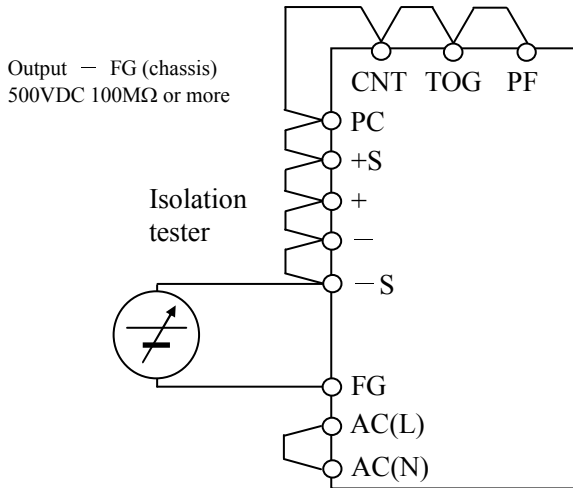 Output － FG (chassis)
500VDC 100MΩ or more
CNT TOG PF
PC
+S
+
－
－S
Isolation
tester
FG
AC(L)
AC(N)